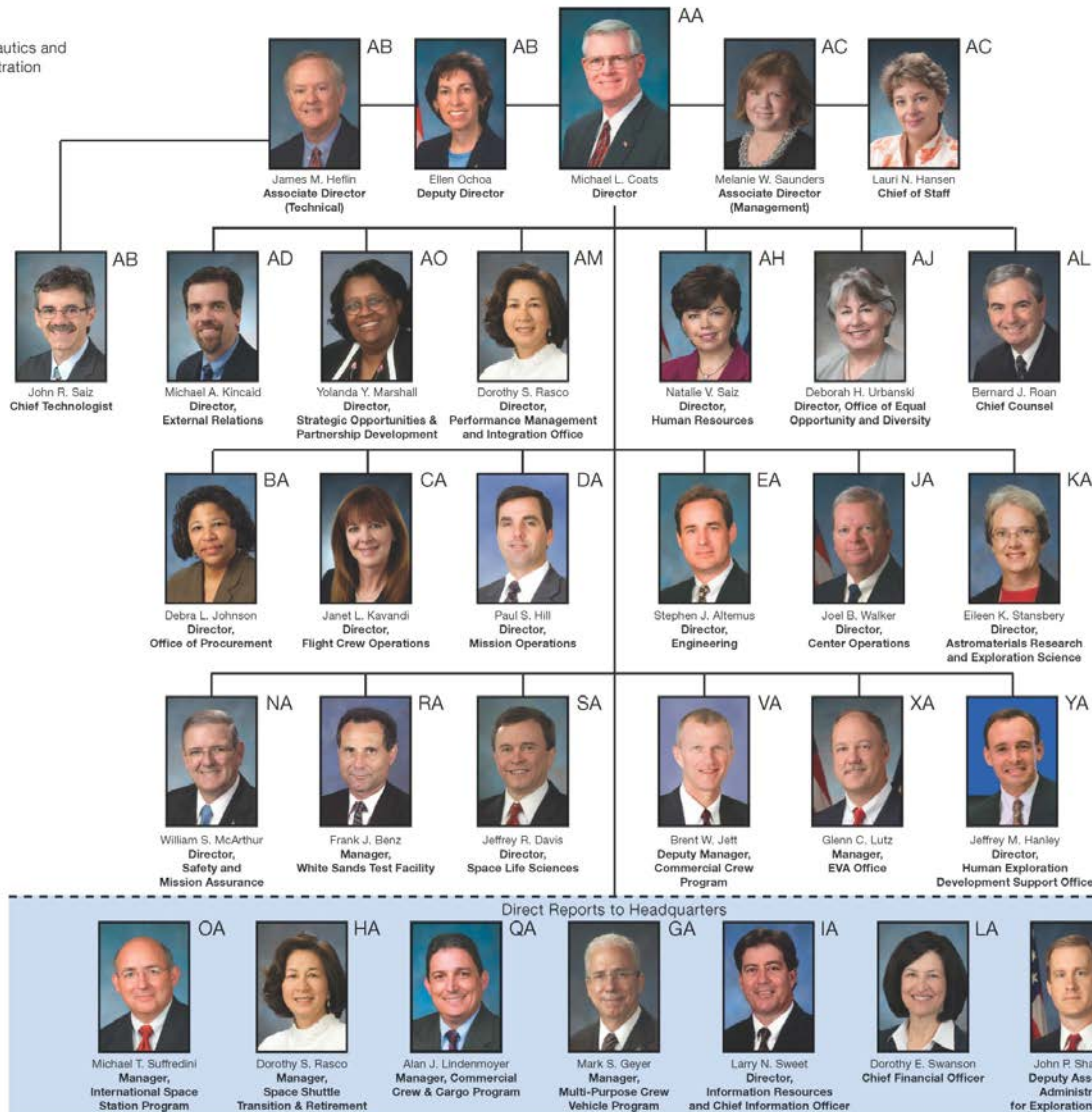 autics and
tration
AB
AB
AA
AC
AC
James M. Heflin
Associate Director
(Technical)
Ellen Ochoa
Deputy Director
Michael L. Coats
Director
Melanie W. Saunders
Associate Director
(Management)
Lauri N. Hansen
Chief of Staff
AB
AD
AO
AM
AH
AJ
AL
John R. Saiz
Chief Technologist
Michael A. Kincaid
Director,
External Relations
Yolanda Y. Marshall
Director,
Strategic Opportunities &
Partnership Development
Dorothy S. Rasco
Director,
Performance Management
and Integration Office
Natalie V. Saiz
Director,
Human Resources
Deborah H. Urbanski
Director, Office of Equal
Opportunity and Diversity
Bernard J. Roan
Chief Counsel
BA
CA
DA
EA
JA
KA
Debra L. Johnson
Director,
Office of Procurement
Janet L. Kavandi
Director,
Flight Crew Operations
Paul S. Hill
Director,
Mission Operations
Stephen J. Altemus
Director,
Engineering
Joel B. Walker
Director,
Center Operations
Eileen K. Stansbery
Director,
Astromaterials Research
and Exploration Science
NA
RA
SA
VA
XA
YA
William S. McArthur
Director,
Safety and
Mission Assurance
Frank J. Benz
Manager,
White Sands Test Facility
Jeffrey R. Davis
Director,
Space Life Sciences
Brent W. Jett
Deputy Manager,
Commercial Crew
Program
Glenn C. Lutz
Manager,
EVA Office
Jeffrey M. Hanley
Director,
Human Exploration
Development Support Office
Direct Reports to Headquarters
OA
HA
QA
GA
IA
LA
Michael T. Suffredini
Manager,
International Space
Station Program
Dorothy S. Rasco
Manager,
Space Shuttle
Transition & Retirement
Alan J. Lindenmoyer
Manager, Commercial
Crew & Cargo Program
Mark S. Geyer
Manager,
Multi-Purpose Crew
Vehicle Program
Larry N. Sweet
Director,
Information Resources
and Chief Information Officer
Dorothy E. Swanson
Chief Financial Officer
John P. Sha
Deputy Ass
Administ
for Exploration